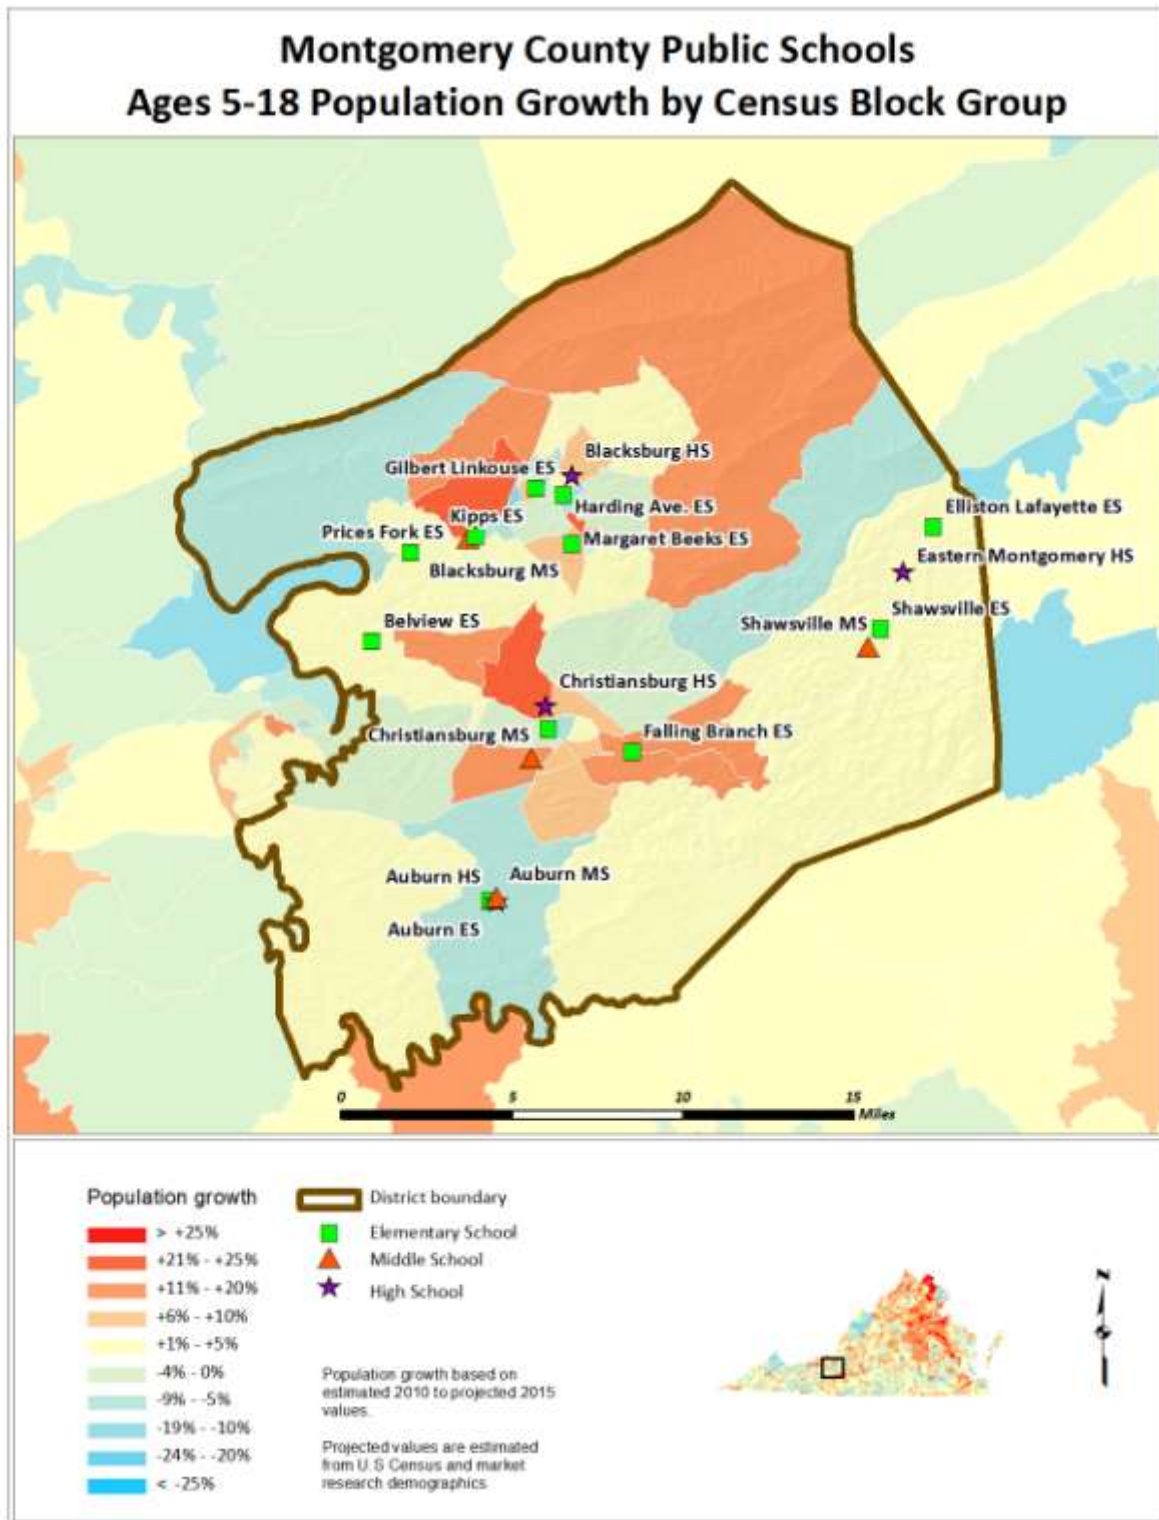 Montgomery County Public Schools
Ages 5-18 Population Growth by Census Block Group
Blacksburg HS
Gilbert Linkouse ES
Harding Ave. ES
Elliston Lafayette ES
Kipps ES
Prices Fork ES
Margaret Beeks ES
Eastern Montgomery HS
Blacksburg MS
Shawsville ES
Belview ES
Shawsville MS
Christiansburg HS
Christiansburg MS
Falling Branch ES
Auburn HS
Auburn MS
Auburn ES
0 5 10 15
Miles
Population growth
> +25%
+21% - +25%
+11% - +20%
+6% - +10%
+1% - +5%
-4% - 0%
-9% - -5%
-19% - -10%
-24% - -20%
< -25%
District boundary
Elementary School
Middle School
High School
Population growth based on
estimated 2010 to projected 2015
values.
Projected values are estimated
from U.S Census and market
research demographics
N